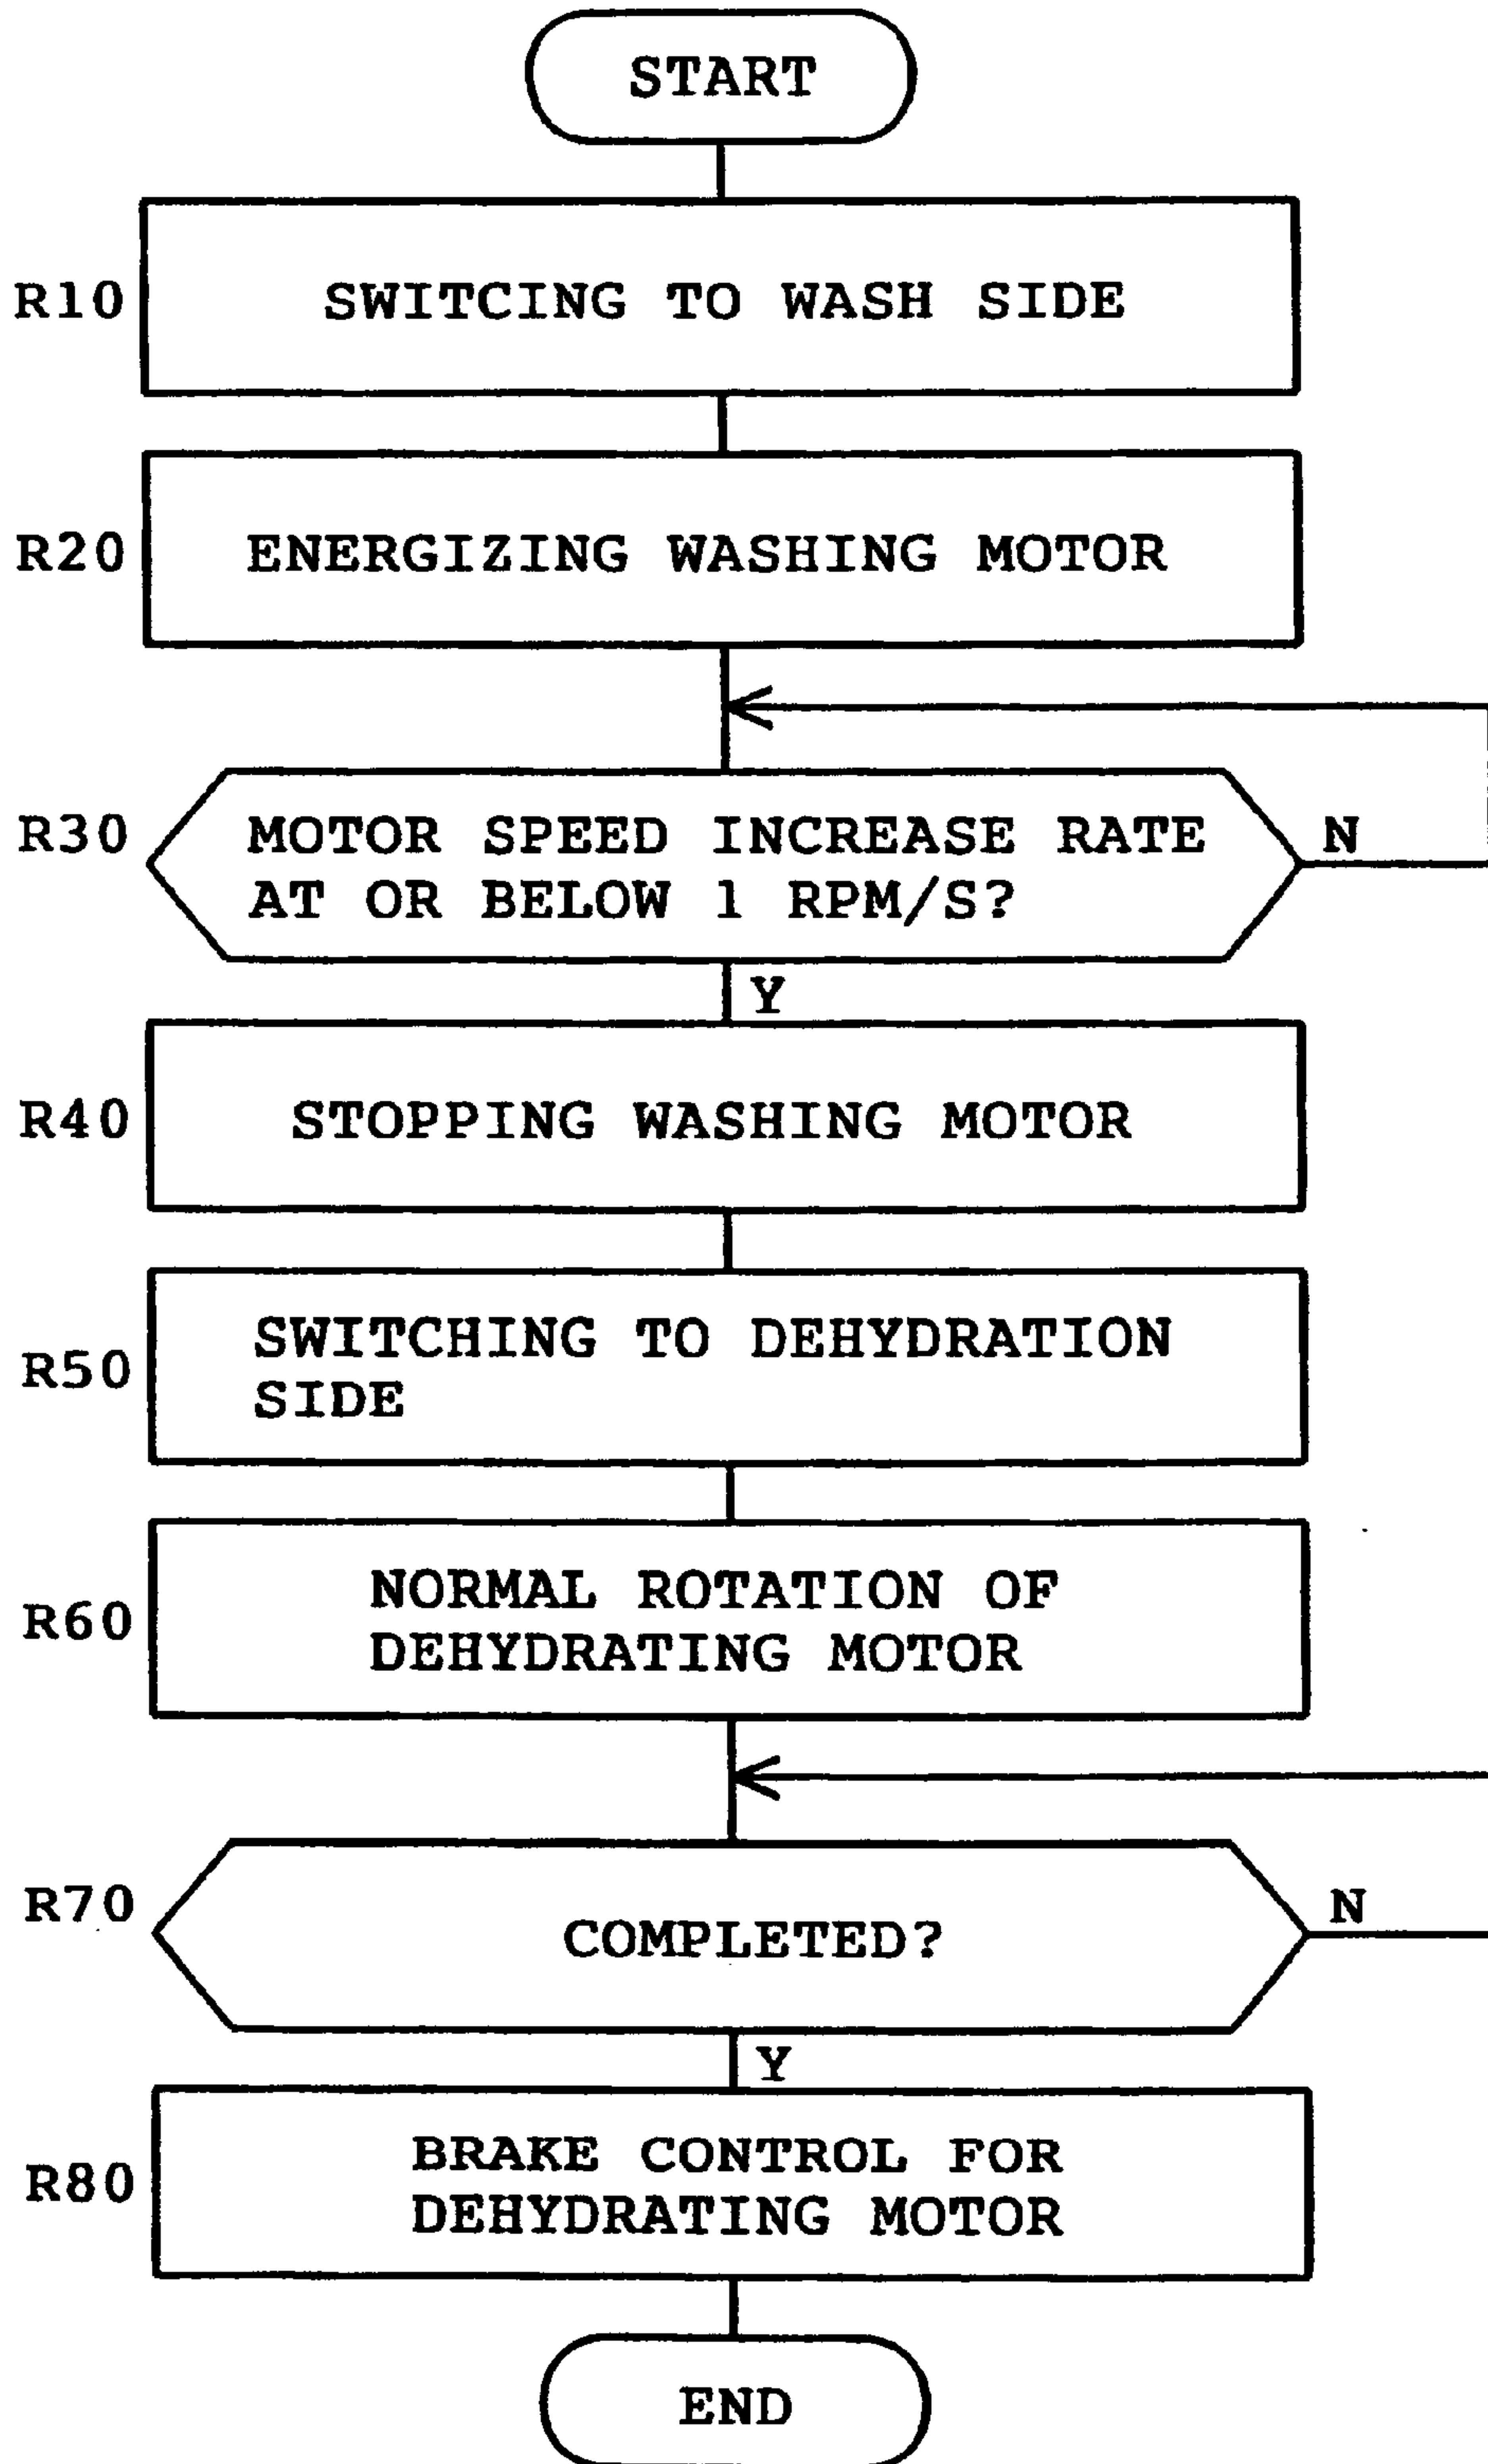 START
R10
SWITCING TO WASH SIDE
R20
ENERGIZING WASHING MOTOR
R30
MOTOR SPEED INCREASE RATE
AT OR BELOW 1 RPM/S?
N
Y
R40
STOPPING WASHING MOTOR
R50
SWITCHING TO DEHYDRATION
SIDE
R60
NORMAL ROTATION OF
DEHYDRATING MOTOR
R70
COMPLETED?
N
Y
R80
BRAKE CONTROL FOR
DEHYDRATING MOTOR
END